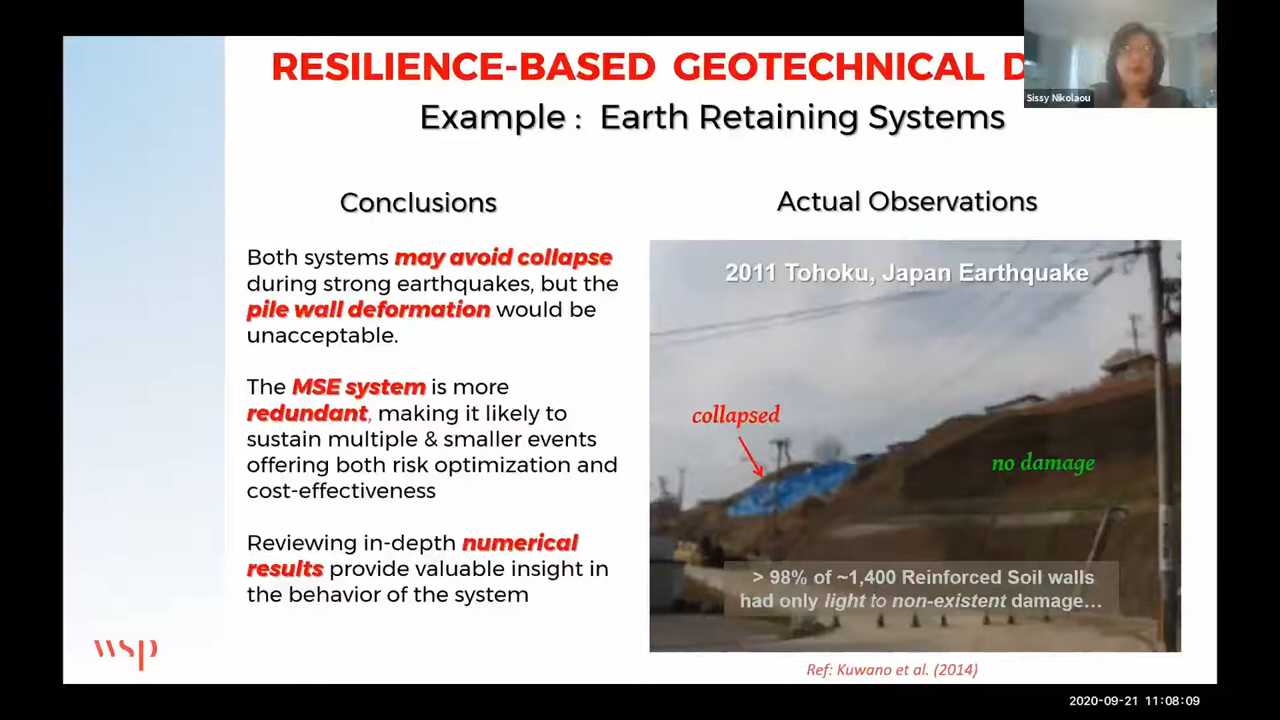 RESILIENCE-BASED GEOTECHNICAL D
Sissy Nikolaou
Example : Earth Retaining Systems
Conclusions
Both systems may avoid collapse
during strong earthquakes, but the
pile wall deformation would be
unacceptable.
The MSE system is more
redundant, making it likely to
sustain multiple & smaller events
offering both risk optimization and
cost-effectiveness
Reviewing in-depth numerical
results provide valuable insight in
the behavior of the system
Actual Observations
2011 Tohoku, Japan Earthquake
collapsed
no damage
> 98% of ~1,400 Reinforced Soil walls
had only light to non-existent damage...
Ref: Kuwano et al. (2014)
wsp
2020-09-21 11:08:09